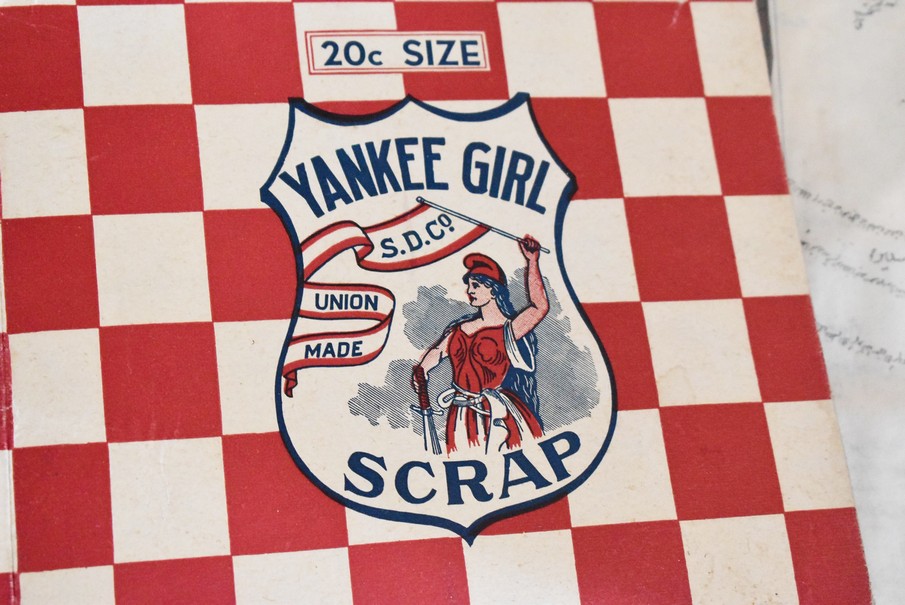 20c SIZE
YANKEE GIRL
S.D.Co
UNION
MADE
SCRAP